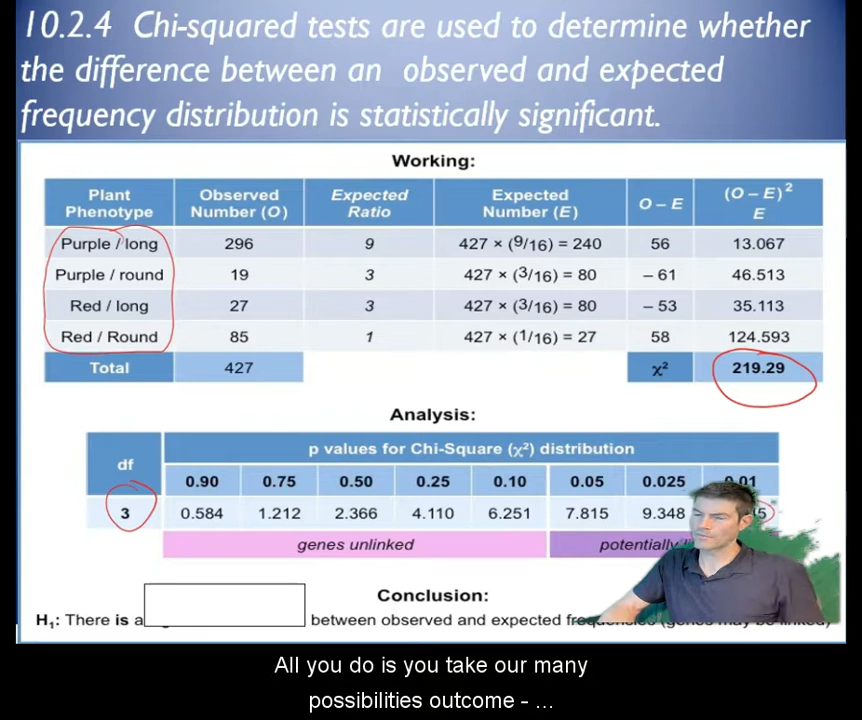 10.2.4 Chi-squared tests are used to determine whether
the difference between an observed and expected
frequency distribution is statistically significant.
Working:
Plant Phenotype Observed Number (O) Expected Ratio Expected Number (E) O – E (O – E)² E
Purple / long 296 9 427 × (9/16) = 240 56 13.067
Purple / round 19 3 427 × (3/16) = 80 – 61 46.513
Red / long 27 3 427 × (3/16) = 80 – 53 35.113
Red / Round 85 1 427 × (1/16) = 27 58 124.593
Total 427 χ² 219.29
Analysis:
df p values for Chi-Square (χ²) distribution
0.90 0.75 0.50 0.25 0.10 0.05 0.025 0.01
3 0.584 1.212 2.366 4.110 6.251 7.815 9.348
genes unlinked potentially
Conclusion:
H₁: There is a between observed and expected
All you do is you take our many
possibilities outcome - ...